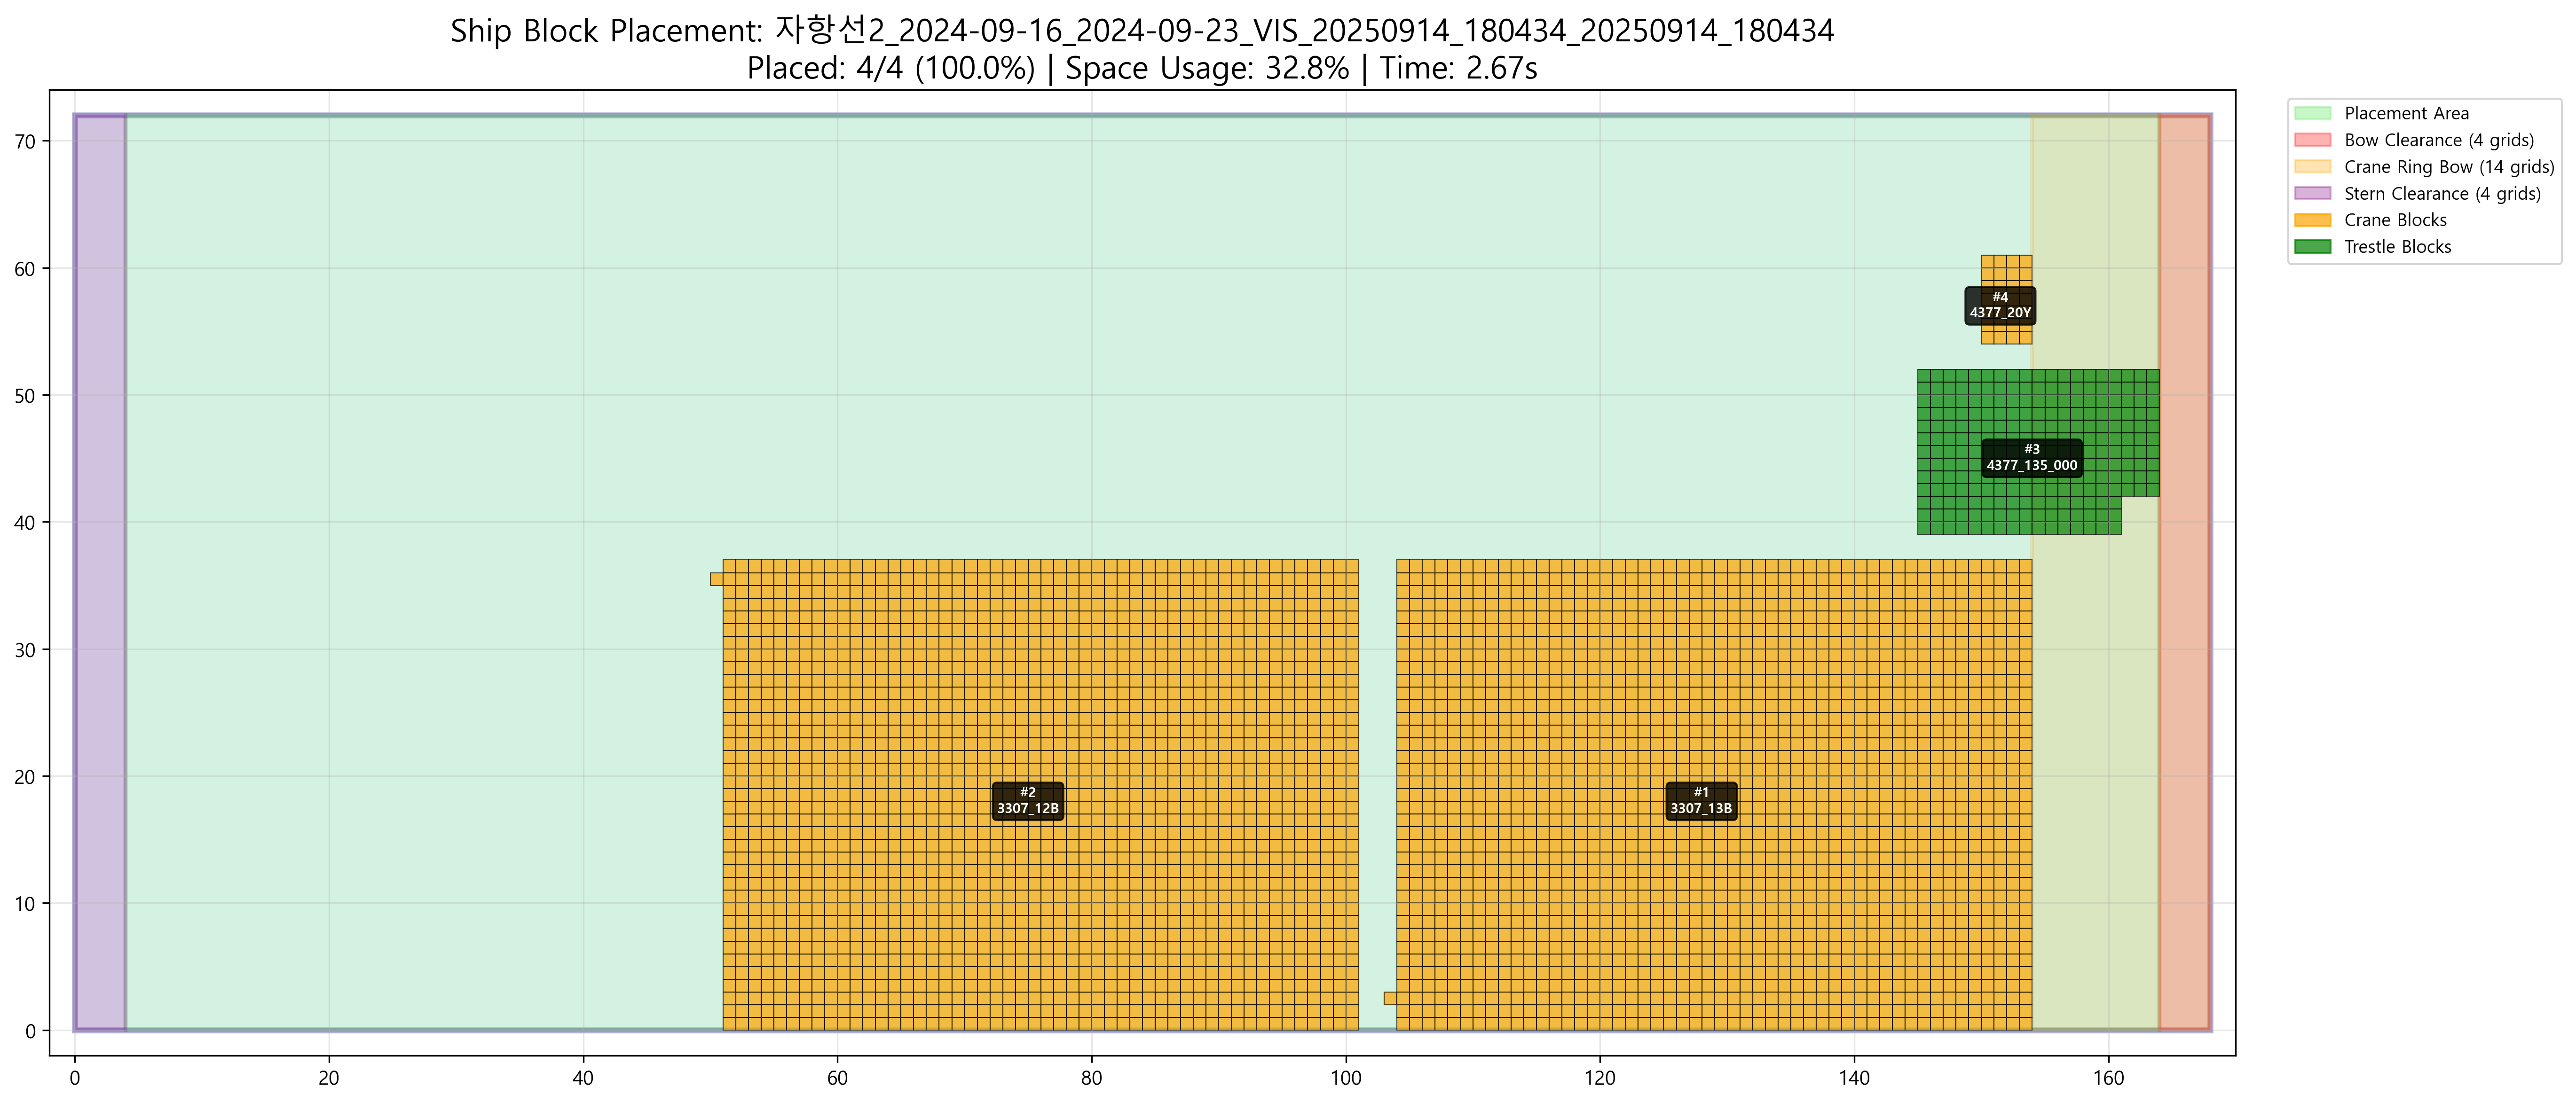 Ship Block Placement: 자항선2_2024-09-16_2024-09-23_VIS_20250914_180434_20250914_180434
Placed: 4/4 (100.0%) | Space Usage: 32.8% | Time: 2.67s
Placement Area
Bow Clearance (4 grids)
Crane Ring Bow (14 grids)
Stern Clearance (4 grids)
Crane Blocks
Trestle Blocks
70
60
50
40
30
20
10
0
#4
4377_20Y
#3
4377_135_000
#2
3307_12B
#1
3307_13B
0
20
40
60
80
100
120
140
160